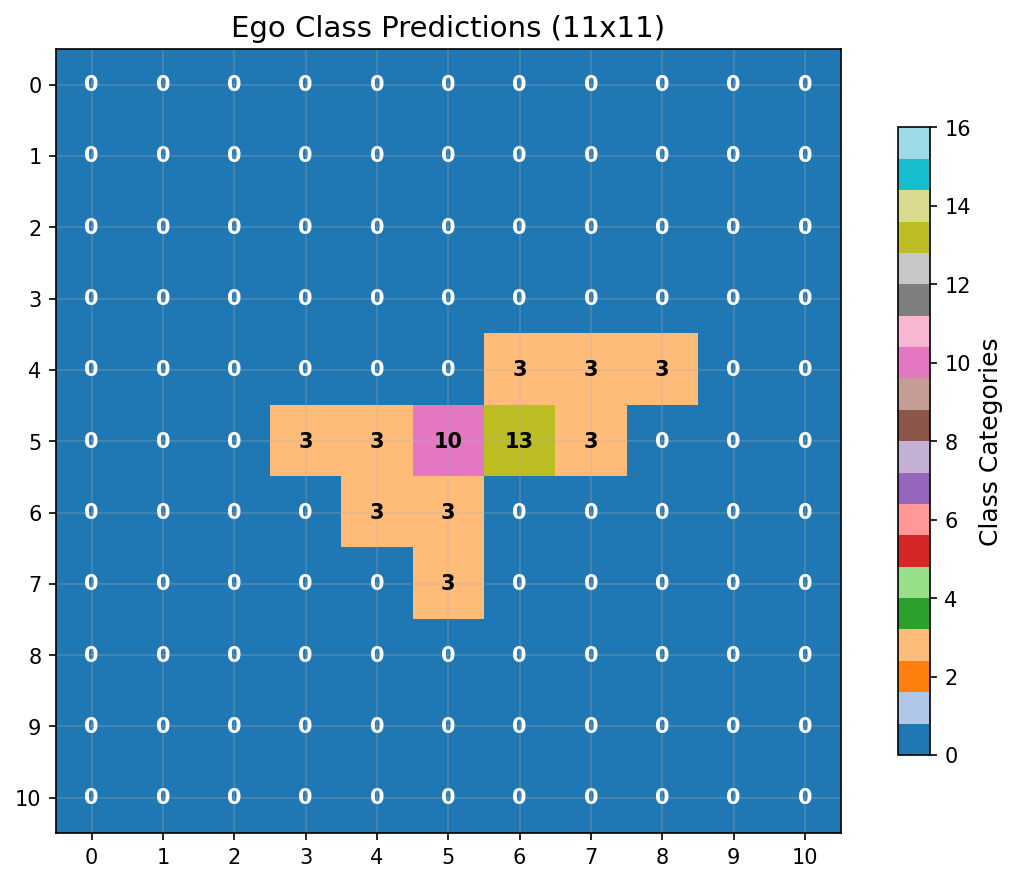 Ego Class Predictions (11x11)
0 0 0 0 0 0 0 0 0 0 0 0
1 0 0 0 0 0 0 0 0 0 0 0
2 0 0 0 0 0 0 0 0 0 0 0
3 0 0 0 0 0 0 0 0 0 0 0
4 0 0 0 0 0 0 3 3 3 0 0
5 0 0 0 3 3 10 13 3 0 0 0
6 0 0 0 0 3 3 0 0 0 0 0
7 0 0 0 0 0 3 0 0 0 0 0
8 0 0 0 0 0 0 0 0 0 0 0
9 0 0 0 0 0 0 0 0 0 0 0
10 0 0 0 0 0 0 0 0 0 0 0
0 1 2 3 4 5 6 7 8 9 10
16
14
12
10
8
6
4
2
0
Class Categories